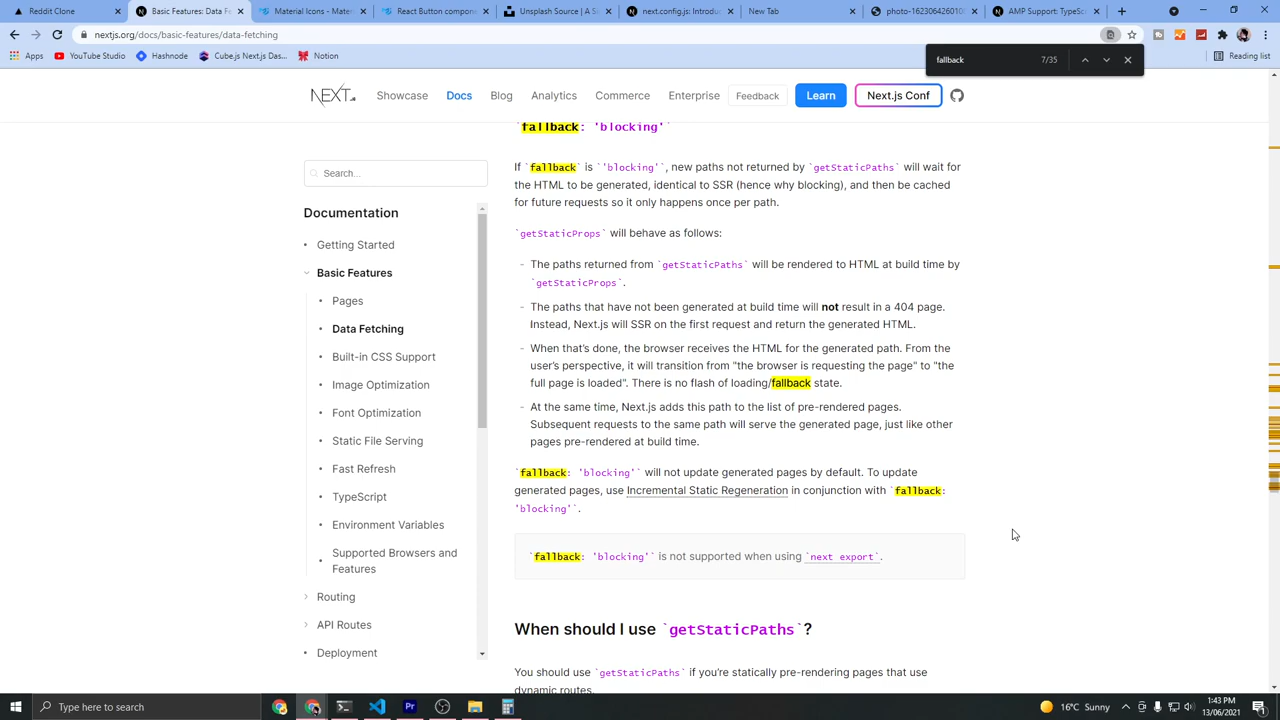 Reddit Clone
Basic Features: Data Fe
Material Icons - Materi
React Button compone
Unsplash Source | A S
next.config.js: Introduc
New Tab
photo-16230642601008
AMP Support: TypeSc
nextjs.org/docs/basic-features/data-fetching
Apps
YouTube Studio
Hashnode
Cube.js Next.js Das...
Notion
Reading list
fallback
7/35
NEXT.JS
Showcase
Docs
Blog
Analytics
Commerce
Enterprise
Feedback
Learn
Next.js Conf
Search...
Documentation
Getting Started
Basic Features
Pages
Data Fetching
Built-in CSS Support
Image Optimization
Font Optimization
Static File Serving
Fast Refresh
TypeScript
Environment Variables
Supported Browsers and
Features
Routing
API Routes
Deployment
`fallback: 'blocking'`
If `fallback` is `'blocking'`, new paths not returned by `getStaticPaths` will wait for
the HTML to be generated, identical to SSR (hence why blocking), and then be cached
for future requests so it only happens once per path.
`getStaticProps` will behave as follows:
- The paths returned from `getStaticPaths` will be rendered to HTML at build time by
`getStaticProps`.
- The paths that have not been generated at build time will not result in a 404 page.
Instead, Next.js will SSR on the first request and return the generated HTML.
- When that's done, the browser receives the HTML for the generated path. From the
user's perspective, it will transition from "the browser is requesting the page" to "the
full page is loaded". There is no flash of loading/fallback state.
- At the same time, Next.js adds this path to the list of pre-rendered pages.
Subsequent requests to the same path will serve the generated page, just like other
pages pre-rendered at build time.
`fallback: 'blocking'` will not update generated pages by default. To update
generated pages, use Incremental Static Regeneration in conjunction with `fallback:
'blocking'`.
`fallback: 'blocking'` is not supported when using `next export`.
When should I use `getStaticPaths`?
You should use `getStaticPaths` if you're statically pre-rendering pages that use
dynamic routes.
Type here to search
16°C Sunny
1:43 PM
13/06/2021